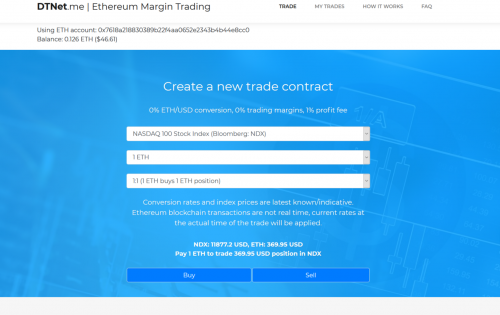 DTNet.me | Ethereum Margin Trading
TRADE MY TRADES HOW IT WORKS FAQ
Using ETH account: 0x7618a218830389b22f4aa0652e2343b4b44e8cc0
Balance: 0.126 ETH ($46.61)
Create a new trade contract
0% ETH/USD conversion, 0% trading margins, 1% profit fee
NASDAQ 100 Stock Index (Bloomberg: NDX)
1 ETH
1:1 (1 ETH buys 1 ETH position)
Conversion rates and index prices are latest known/indicative.
Ethereum blockchain transactions are not real time, current rates at
the actual time of the trade will be applied.
NDX: 11877.2 USD, ETH: 369.95 USD
Pay 1 ETH to trade 369.95 USD position in NDX
Buy Sell